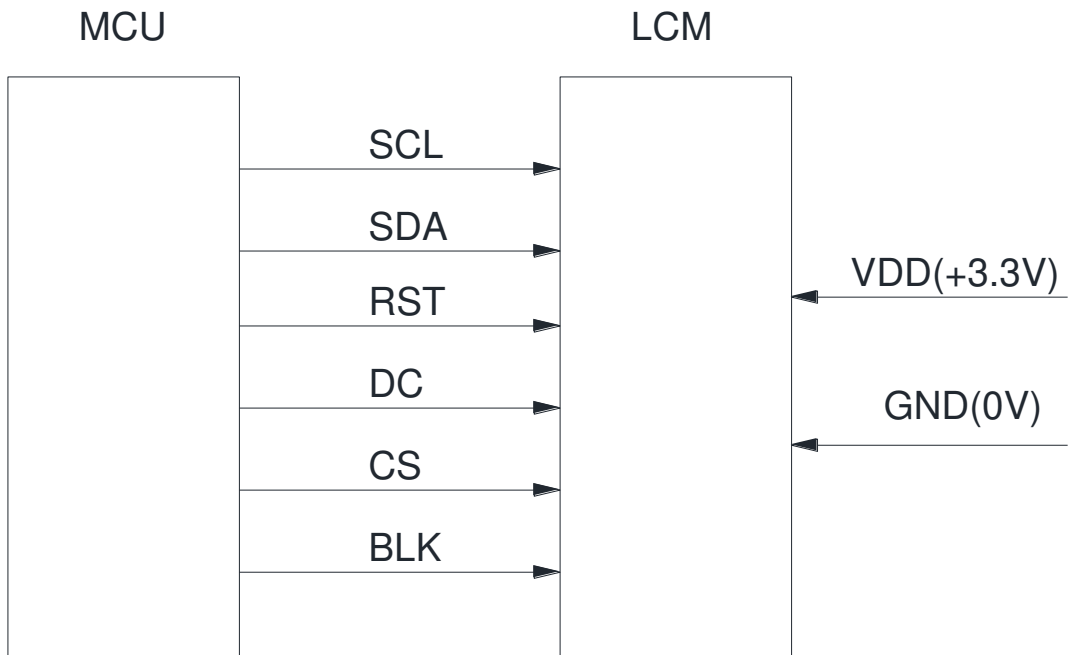 MCU
LCM
SCL
SDA
RST
DC
CS
BLK
VDD(+3.3V)
GND(0V)